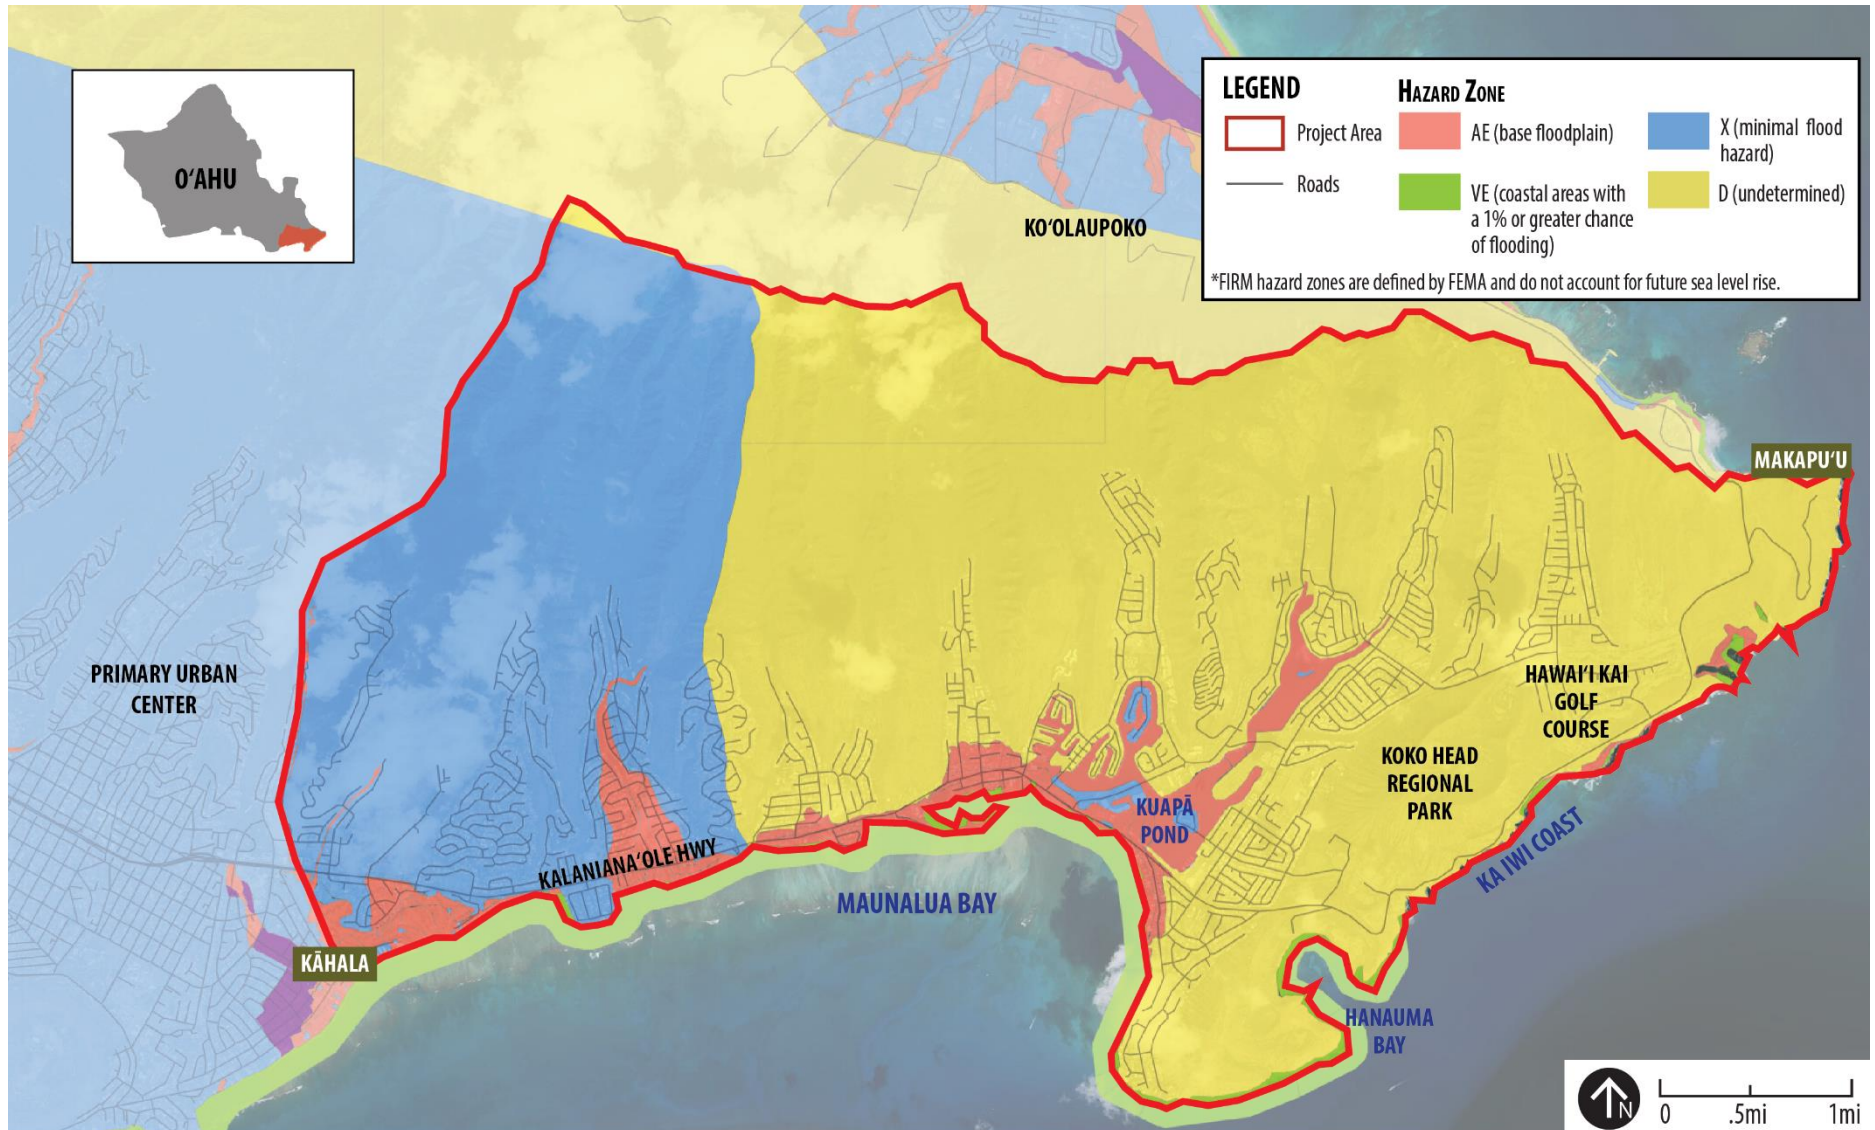 O‘AHU
LEGEND
Project Area
Roads
HAZARD ZONE
AE (base floodplain)
VE (coastal areas with
a 1% or greater chance
of flooding)
X (minimal flood
hazard)
D (undetermined)
*FIRM hazard zones are defined by FEMA and do not account for future sea level rise.
KO‘OLAUPOKO
MAKAPU‘U
PRIMARY URBAN
CENTER
HAWAI‘I KAI
GOLF
COURSE
KOKO HEAD
REGIONAL
PARK
KUAPĀ
POND
KA IWI COAST
KALANIANA‘OLE HWY
MAUNALUA BAY
KĀHALA
HANAUMA
BAY
N
0 .5mi 1mi